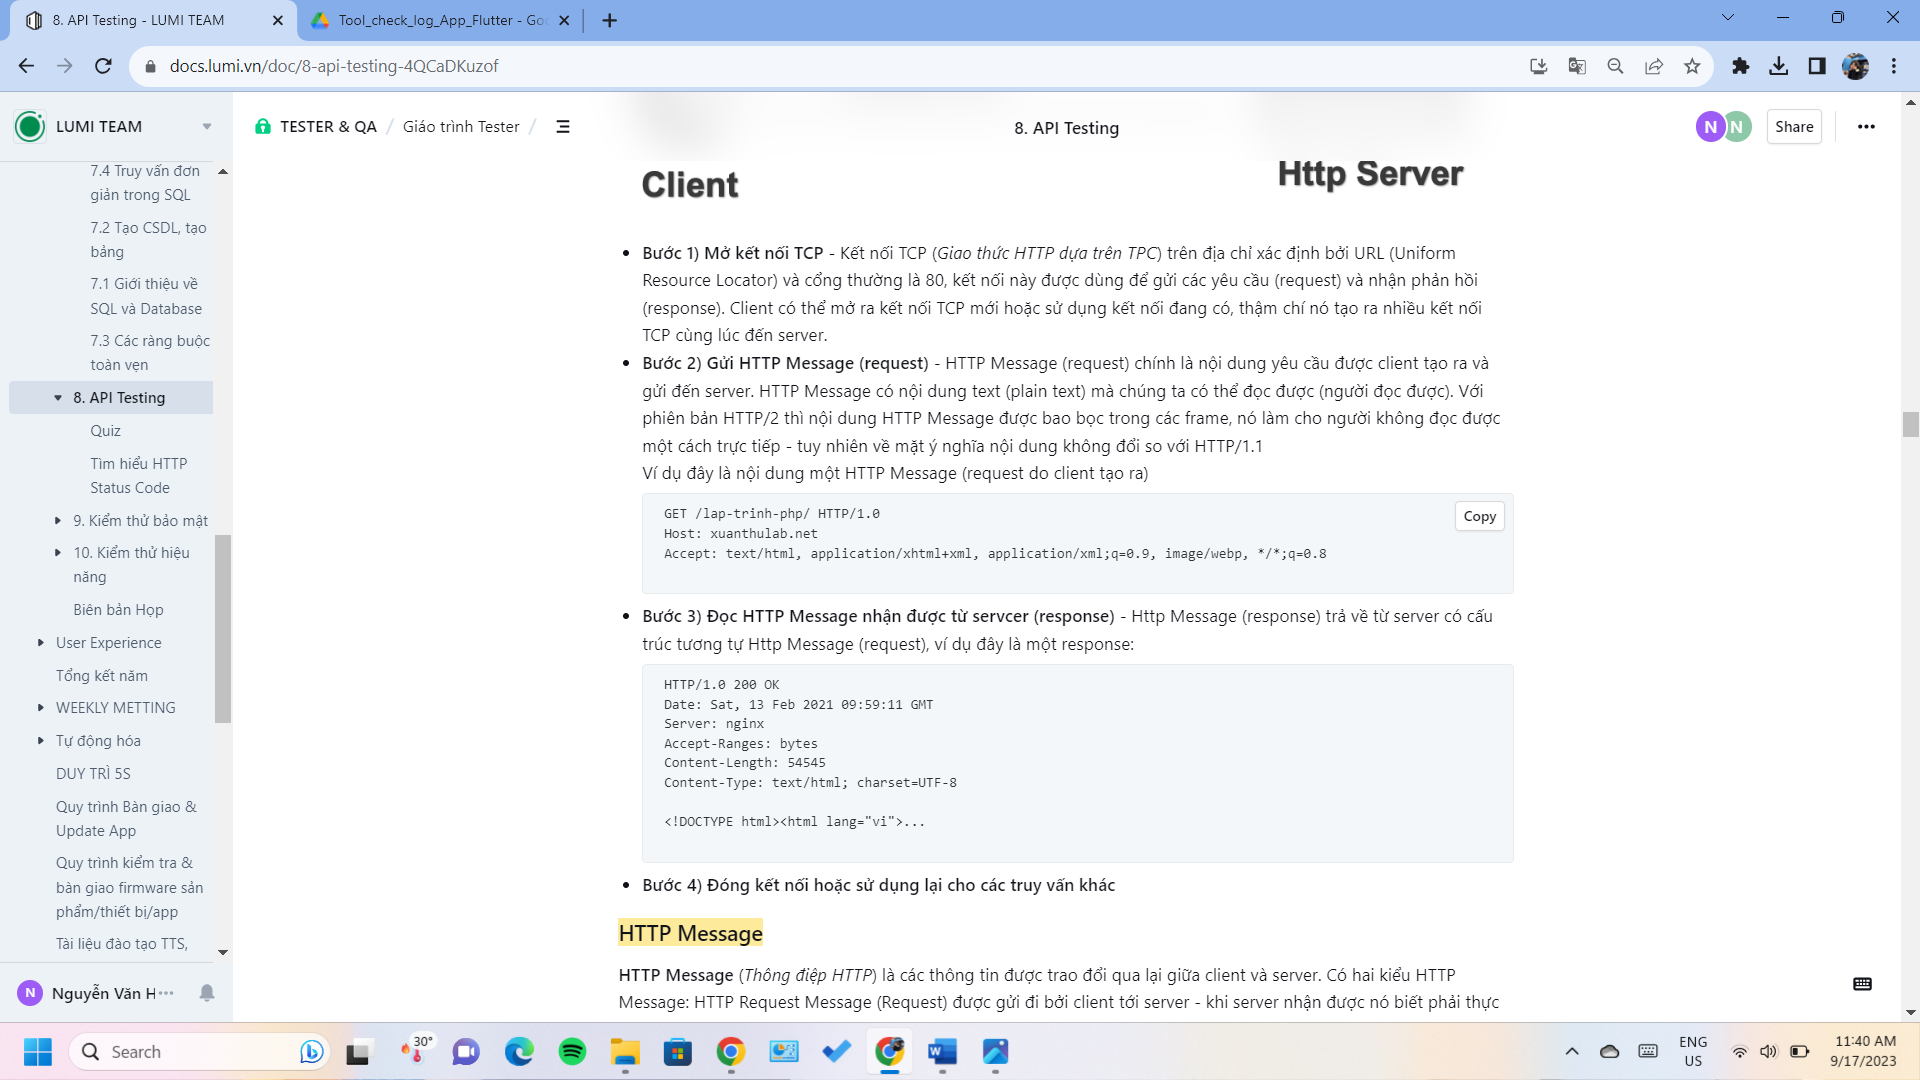 8. API Testing - LUMI TEAM
Tool_check_log_App_Flutter - Goo
docs.lumi.vn/doc/8-api-testing-4QCaDKuzof
LUMI TEAM
TESTER & QA / Giáo trình Tester /
8. API Testing
N
N
Share
7.4 Truy vấn đơn
giản trong SQL
7.2 Tạo CSDL, tạo
bảng
7.1 Giới thiệu về
SQL và Database
7.3 Các ràng buộc
toàn vẹn
8. API Testing
Quiz
Tìm hiểu HTTP
Status Code
9. Kiểm thử bảo mật
10. Kiểm thử hiệu
năng
Biên bản Họp
User Experience
Tổng kết năm
WEEKLY METTING
Tự động hóa
DUY TRÌ 5S
Quy trình Bàn giao &
Update App
Quy trình kiểm tra &
bàn giao firmware sản
phẩm/thiết bị/app
Tài liệu đào tạo TTS,
N
Nguyễn Văn H
Client
Http Server
Bước 1) Mở kết nối TCP - Kết nối TCP (Giao thức HTTP dựa trên TPC) trên địa chỉ xác định bởi URL (Uniform
Resource Locator) và cổng thường là 80, kết nối này được dùng để gửi các yêu cầu (request) và nhận phản hồi
(response). Client có thể mở ra kết nối TCP mới hoặc sử dụng kết nối đang có, thậm chí nó tạo ra nhiều kết nối
TCP cùng lúc đến server.
Bước 2) Gửi HTTP Message (request) - HTTP Message (request) chính là nội dung yêu cầu được client tạo ra và
gửi đến server. HTTP Message có nội dung text (plain text) mà chúng ta có thể đọc được (người đọc được). Với
phiên bản HTTP/2 thì nội dung HTTP Message được bao bọc trong các frame, nó làm cho người không đọc được
một cách trực tiếp - tuy nhiên về mặt ý nghĩa nội dung không đổi so với HTTP/1.1
Ví dụ đây là nội dung một HTTP Message (request do client tạo ra)
GET /lap-trinh-php/ HTTP/1.0
Host: xuanthulab.net
Accept: text/html, application/xhtml+xml, application/xml;q=0.9, image/webp, */*;q=0.8
Copy
Bước 3) Đọc HTTP Message nhận được từ servcer (response) - Http Message (response) trả về từ server có cấu
trúc tương tự Http Message (request), ví dụ đây là một response:
HTTP/1.0 200 OK
Date: Sat, 13 Feb 2021 09:59:11 GMT
Server: nginx
Accept-Ranges: bytes
Content-Length: 54545
Content-Type: text/html; charset=UTF-8
<!DOCTYPE html><html lang="vi">...
Bước 4) Đóng kết nối hoặc sử dụng lại cho các truy vấn khác
HTTP Message
HTTP Message (Thông điệp HTTP) là các thông tin được trao đổi qua lại giữa client và server. Có hai kiểu HTTP
Message: HTTP Request Message (Request) được gửi đi bởi client tới server - khi server nhận được nó biết phải thực
Search
30°
ENG
US
11:40 AM
9/17/2023